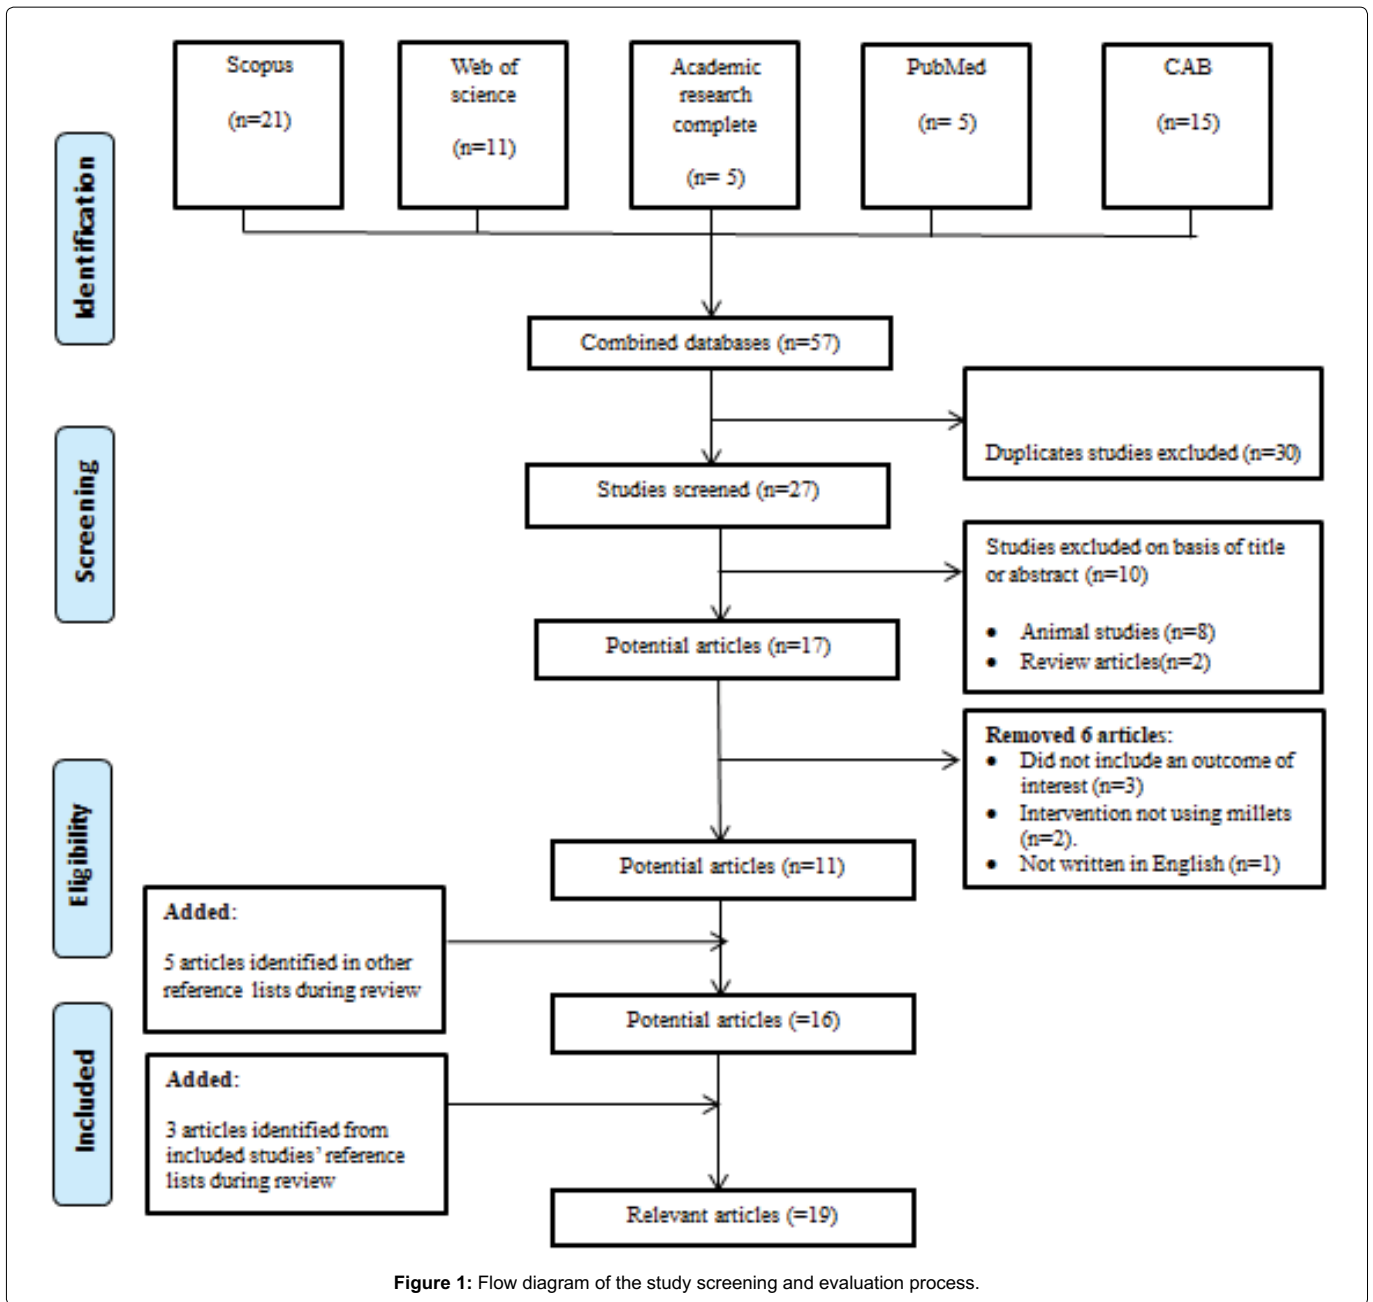 Identification
Scopus
(n=21)
Web of
science
(n=11)
Academic
research
complete
(n= 5)
PubMed
(n= 5)
CAB
(n=15)
Combined databases (n=57)
Duplicates studies excluded (n=30)
Screening
Studies screened (n=27)
Studies excluded on basis of title
or abstract (n=10)
• Animal studies (n=8)
• Review articles(n=2)
Potential articles (n=17)
Removed 6 articles:
• Did not include an outcome of
interest (n=3)
• Intervention not using millets
(n=2).
• Not written in English (n=1)
Eligibility
Potential articles (n=11)
Added:
5 articles identified in other
reference lists during review
Potential articles (=16)
Included
Added:
3 articles identified from
included studies’ reference
lists during review
Relevant articles (=19)
Figure 1: Flow diagram of the study screening and evaluation process.